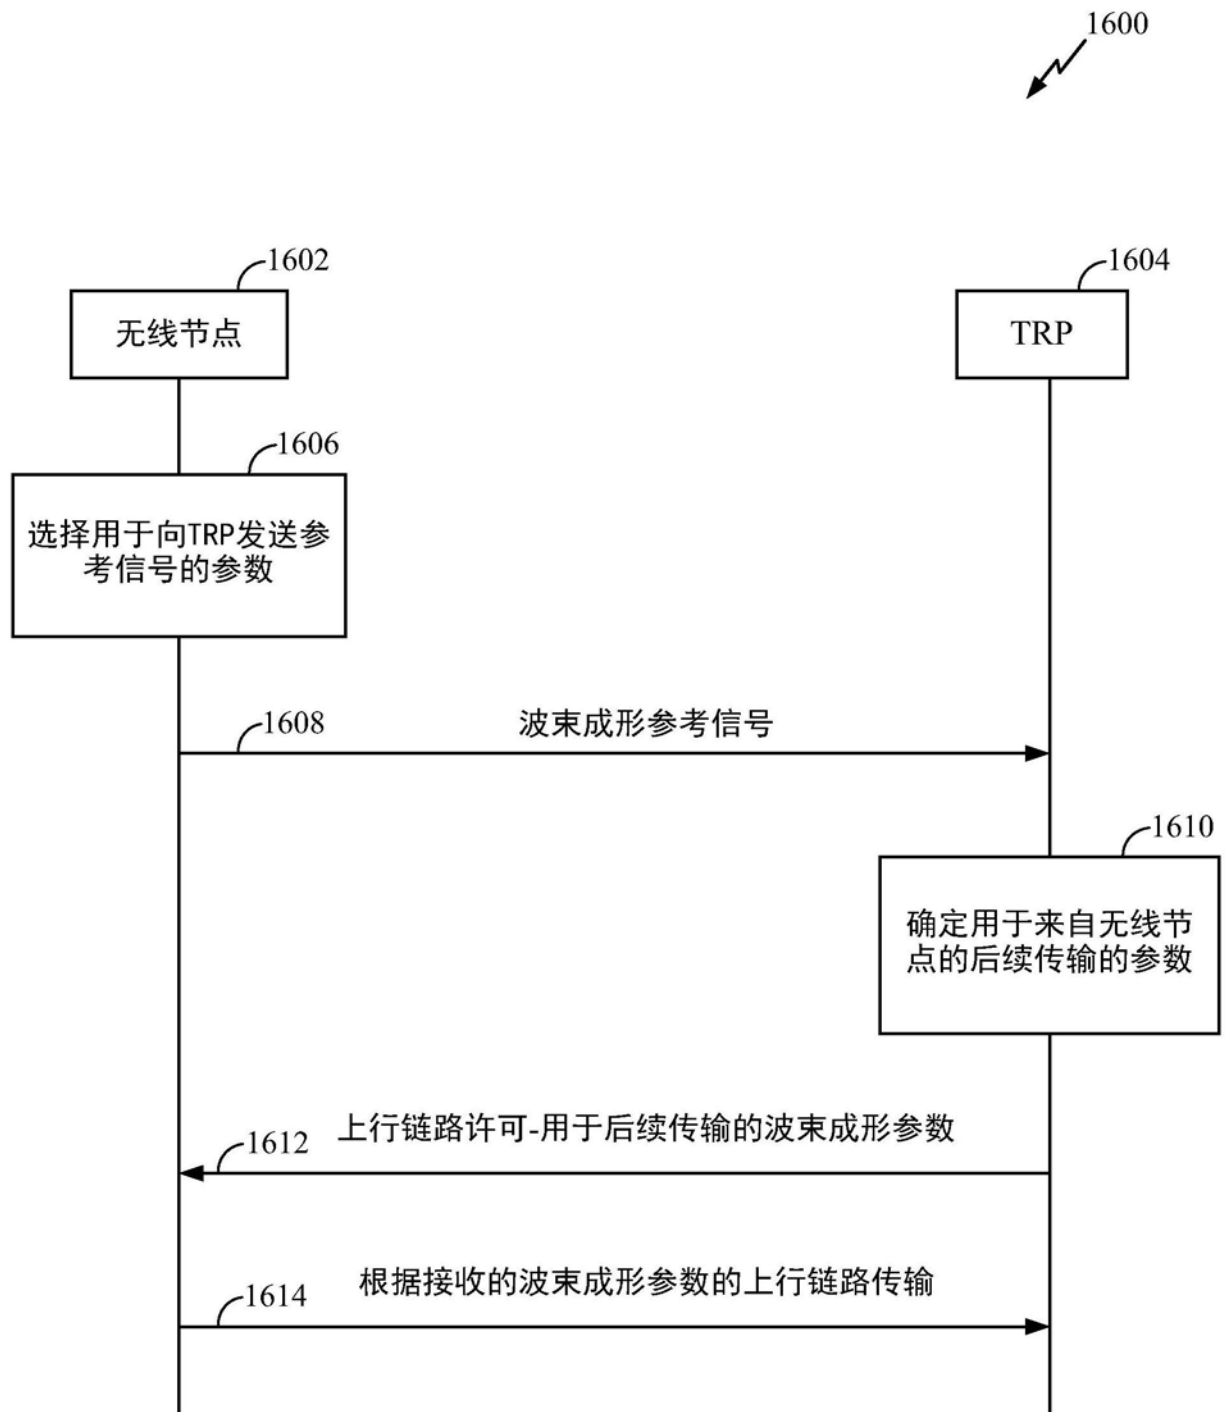 1600
1602
1604
无线节点
TRP
1606
选择用于向TRP发送参
考信号的参数
1608
波束成形参考信号
1610
确定用于来自无线节
点的后续传输的参数
上行链路许可-用于后续传输的波束成形参数
1612
根据接收的波束成形参数的上行链路传输
1614